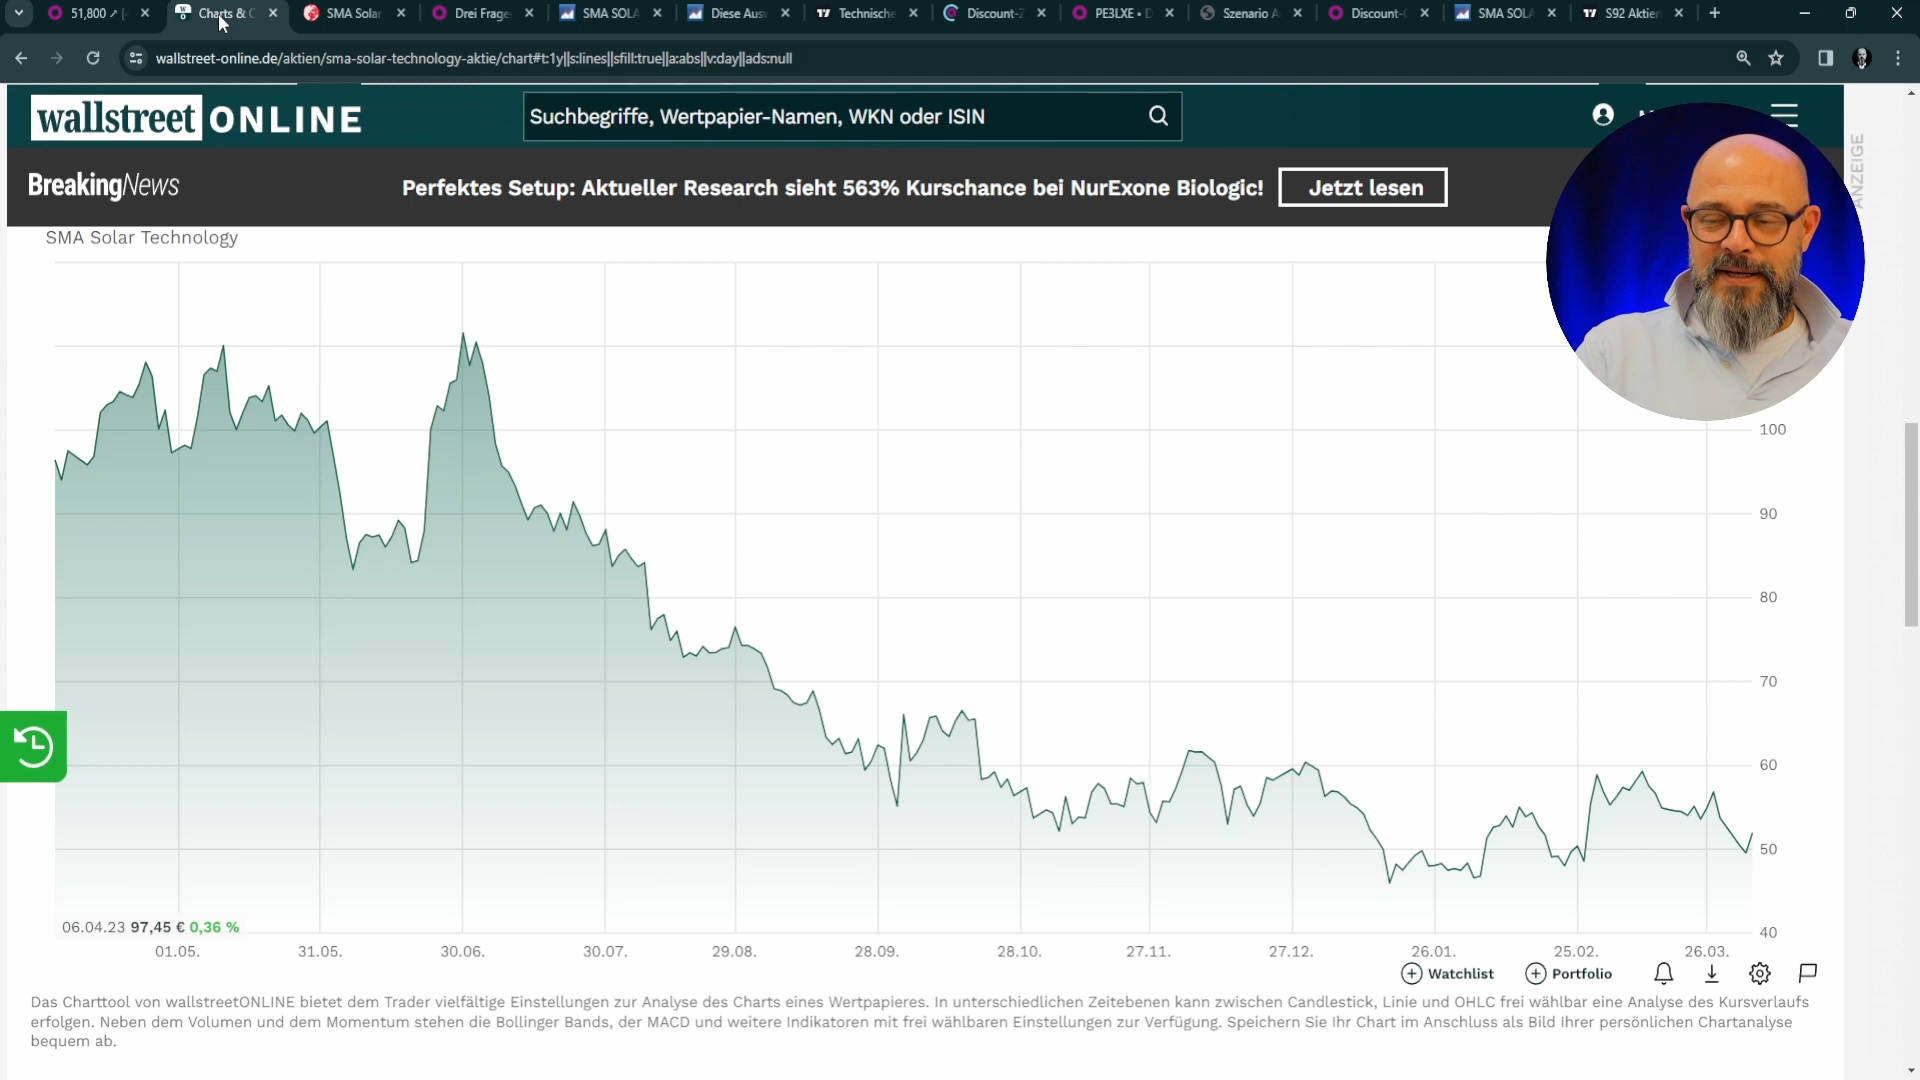 51,800
Charts &
SMA Solar
Drei Frage
SMA SOLA
Diese Aus
Technische
Discount-
PE3LXE •
Szenario
Discount-
SMA SOL
S92 Aktie
wallstreet-online.de/aktien/sma-solar-technology-aktie/chart#t:1y||s:lines||sfill:true||a:abs||v:day||ads:null
wallstreet ONLINE
Suchbegriffe, Wertpapier-Namen, WKN oder ISIN
ANZEIGE
BreakingNews
Perfektes Setup: Aktueller Research sieht 563% Kurschance bei NurExone Biologic!
Jetzt lesen
SMA Solar Technology
100
90
80
70
60
50
40
06.04.23 97,45 € 0,36 %
01.05.
31.05.
30.06.
30.07.
29.08.
28.09.
28.10.
27.11.
27.12.
26.01.
25.02.
26.03.
Watchlist
Portfolio
Das Charttool von wallstreetONLINE bietet dem Trader vielfältige Einstellungen zur Analyse des Charts eines Wertpapieres. In unterschiedlichen Zeitebenen kann zwischen Candlestick, Linie und OHLC frei wählbar eine Analyse des Kursverlaufs
erfolgen. Neben dem Volumen und dem Momentum stehen die Bollinger Bands, der MACD und weitere Indikatoren mit frei wählbaren Einstellungen zur Verfügung. Speichern Sie Ihr Chart im Anschluss als Bild Ihrer persönlichen Chartanalyse
bequem ab.